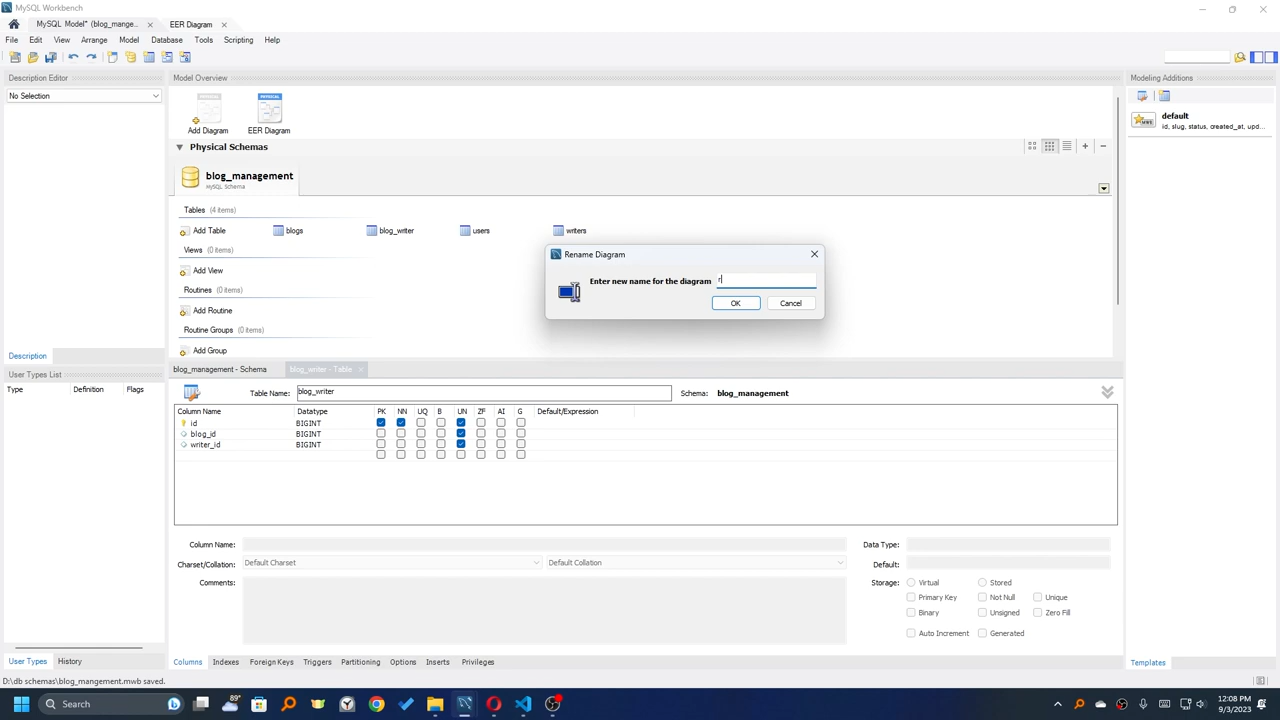 MySQL Workbench
MySQL Model* (blog_mange...
EER Diagram
File Edit View Arrange Model Database Tools Scripting Help
Description Editor
No Selection
Description
User Types List
Type Definition Flags
User Types History
Model Overview
Add Diagram
EER Diagram
Physical Schemas
blog_management
MySQL Schema
Tables (4 items)
Add Table blogs blog_writer users writers
Views (0 items)
Add View
Routines (0 items)
Add Routine
Routine Groups (0 items)
Add Group
Rename Diagram
Enter new name for the diagram r
OK Cancel
blog_management - Schema
blog_writer - Table
Table Name: blog_writer Schema: blog_management
Column Name Datatype PK NN UQ B UN ZF AI G Default/Expression
id BIGINT
blog_id BIGINT
writer_id BIGINT
Column Name: Data Type:
Charset/Collation: Default Charset Default Collation Default:
Comments: Storage: Virtual Stored
Primary Key Not Null Unique
Binary Unsigned Zero Fill
Auto Increment Generated
Columns Indexes Foreign Keys Triggers Partitioning Options Inserts Privileges
Modeling Additions
default
id, slug, status, created_at, upd...
Templates
D:\db schemas\blog_mangement.mwb saved.
Search
89°
12:08 PM
9/3/2023